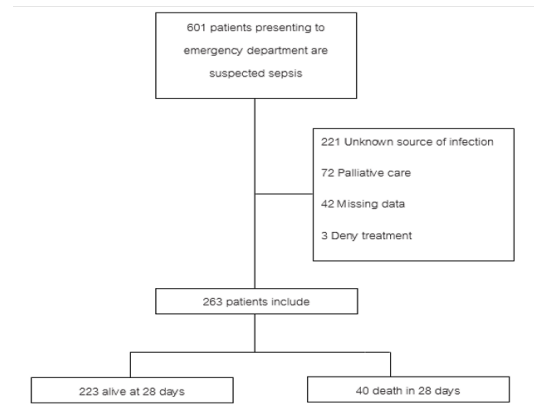 601 patients presenting to
emergency department are
suspected sepsis
221 Unknown source of infection
72 Palliative care
42 Missing data
3 Deny treatment
263 patients include
223 alive at 28 days
40 death in 28 days